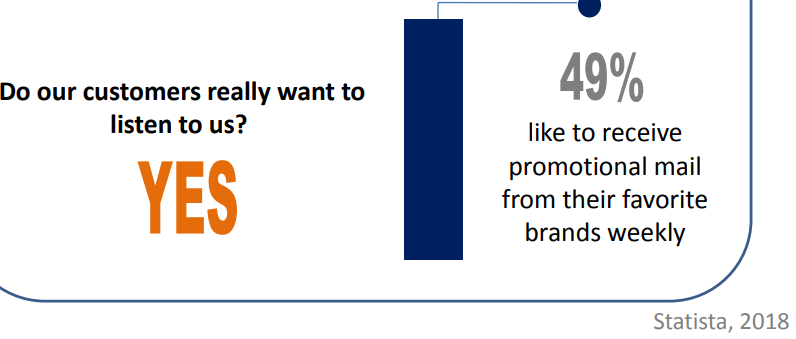 Do our customers really want to
listen to us?
YES
49%
like to receive
promotional mail
from their favorite
brands weekly
Statista, 2018